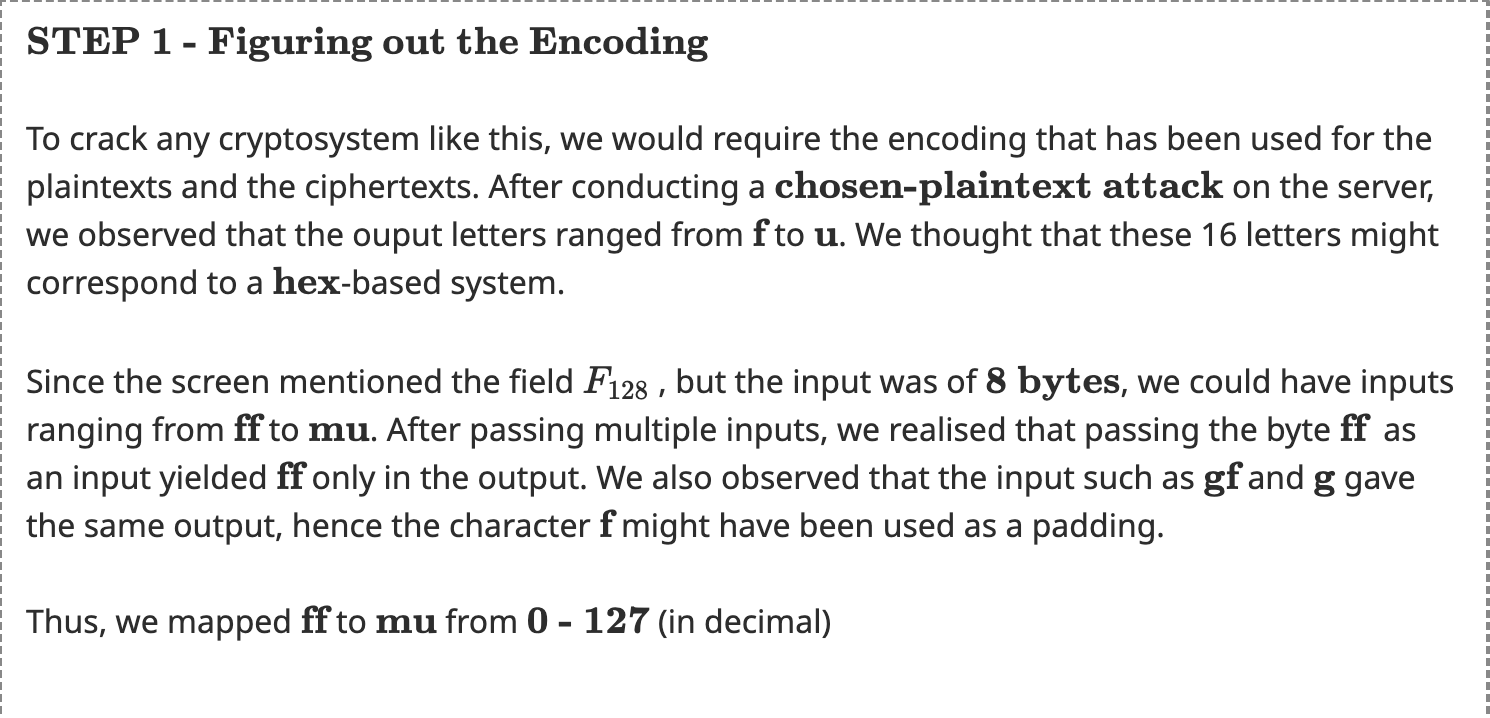 STEP 1 - Figuring out the Encoding
To crack any cryptosystem like this, we would require the encoding that has been used for the
plaintexts and the ciphertexts. After conducting a chosen-plaintext attack on the server,
we observed that the ouput letters ranged from f to u. We thought that these 16 letters might
correspond to a hex-based system.
Since the screen mentioned the field F₁₂₈ , but the input was of 8 bytes, we could have inputs
ranging from ff to mu. After passing multiple inputs, we realised that passing the byte ff as
an input yielded ff only in the output. We also observed that the input such as gf and g gave
the same output, hence the character f might have been used as a padding.
Thus, we mapped ff to mu from 0 - 127 (in decimal)